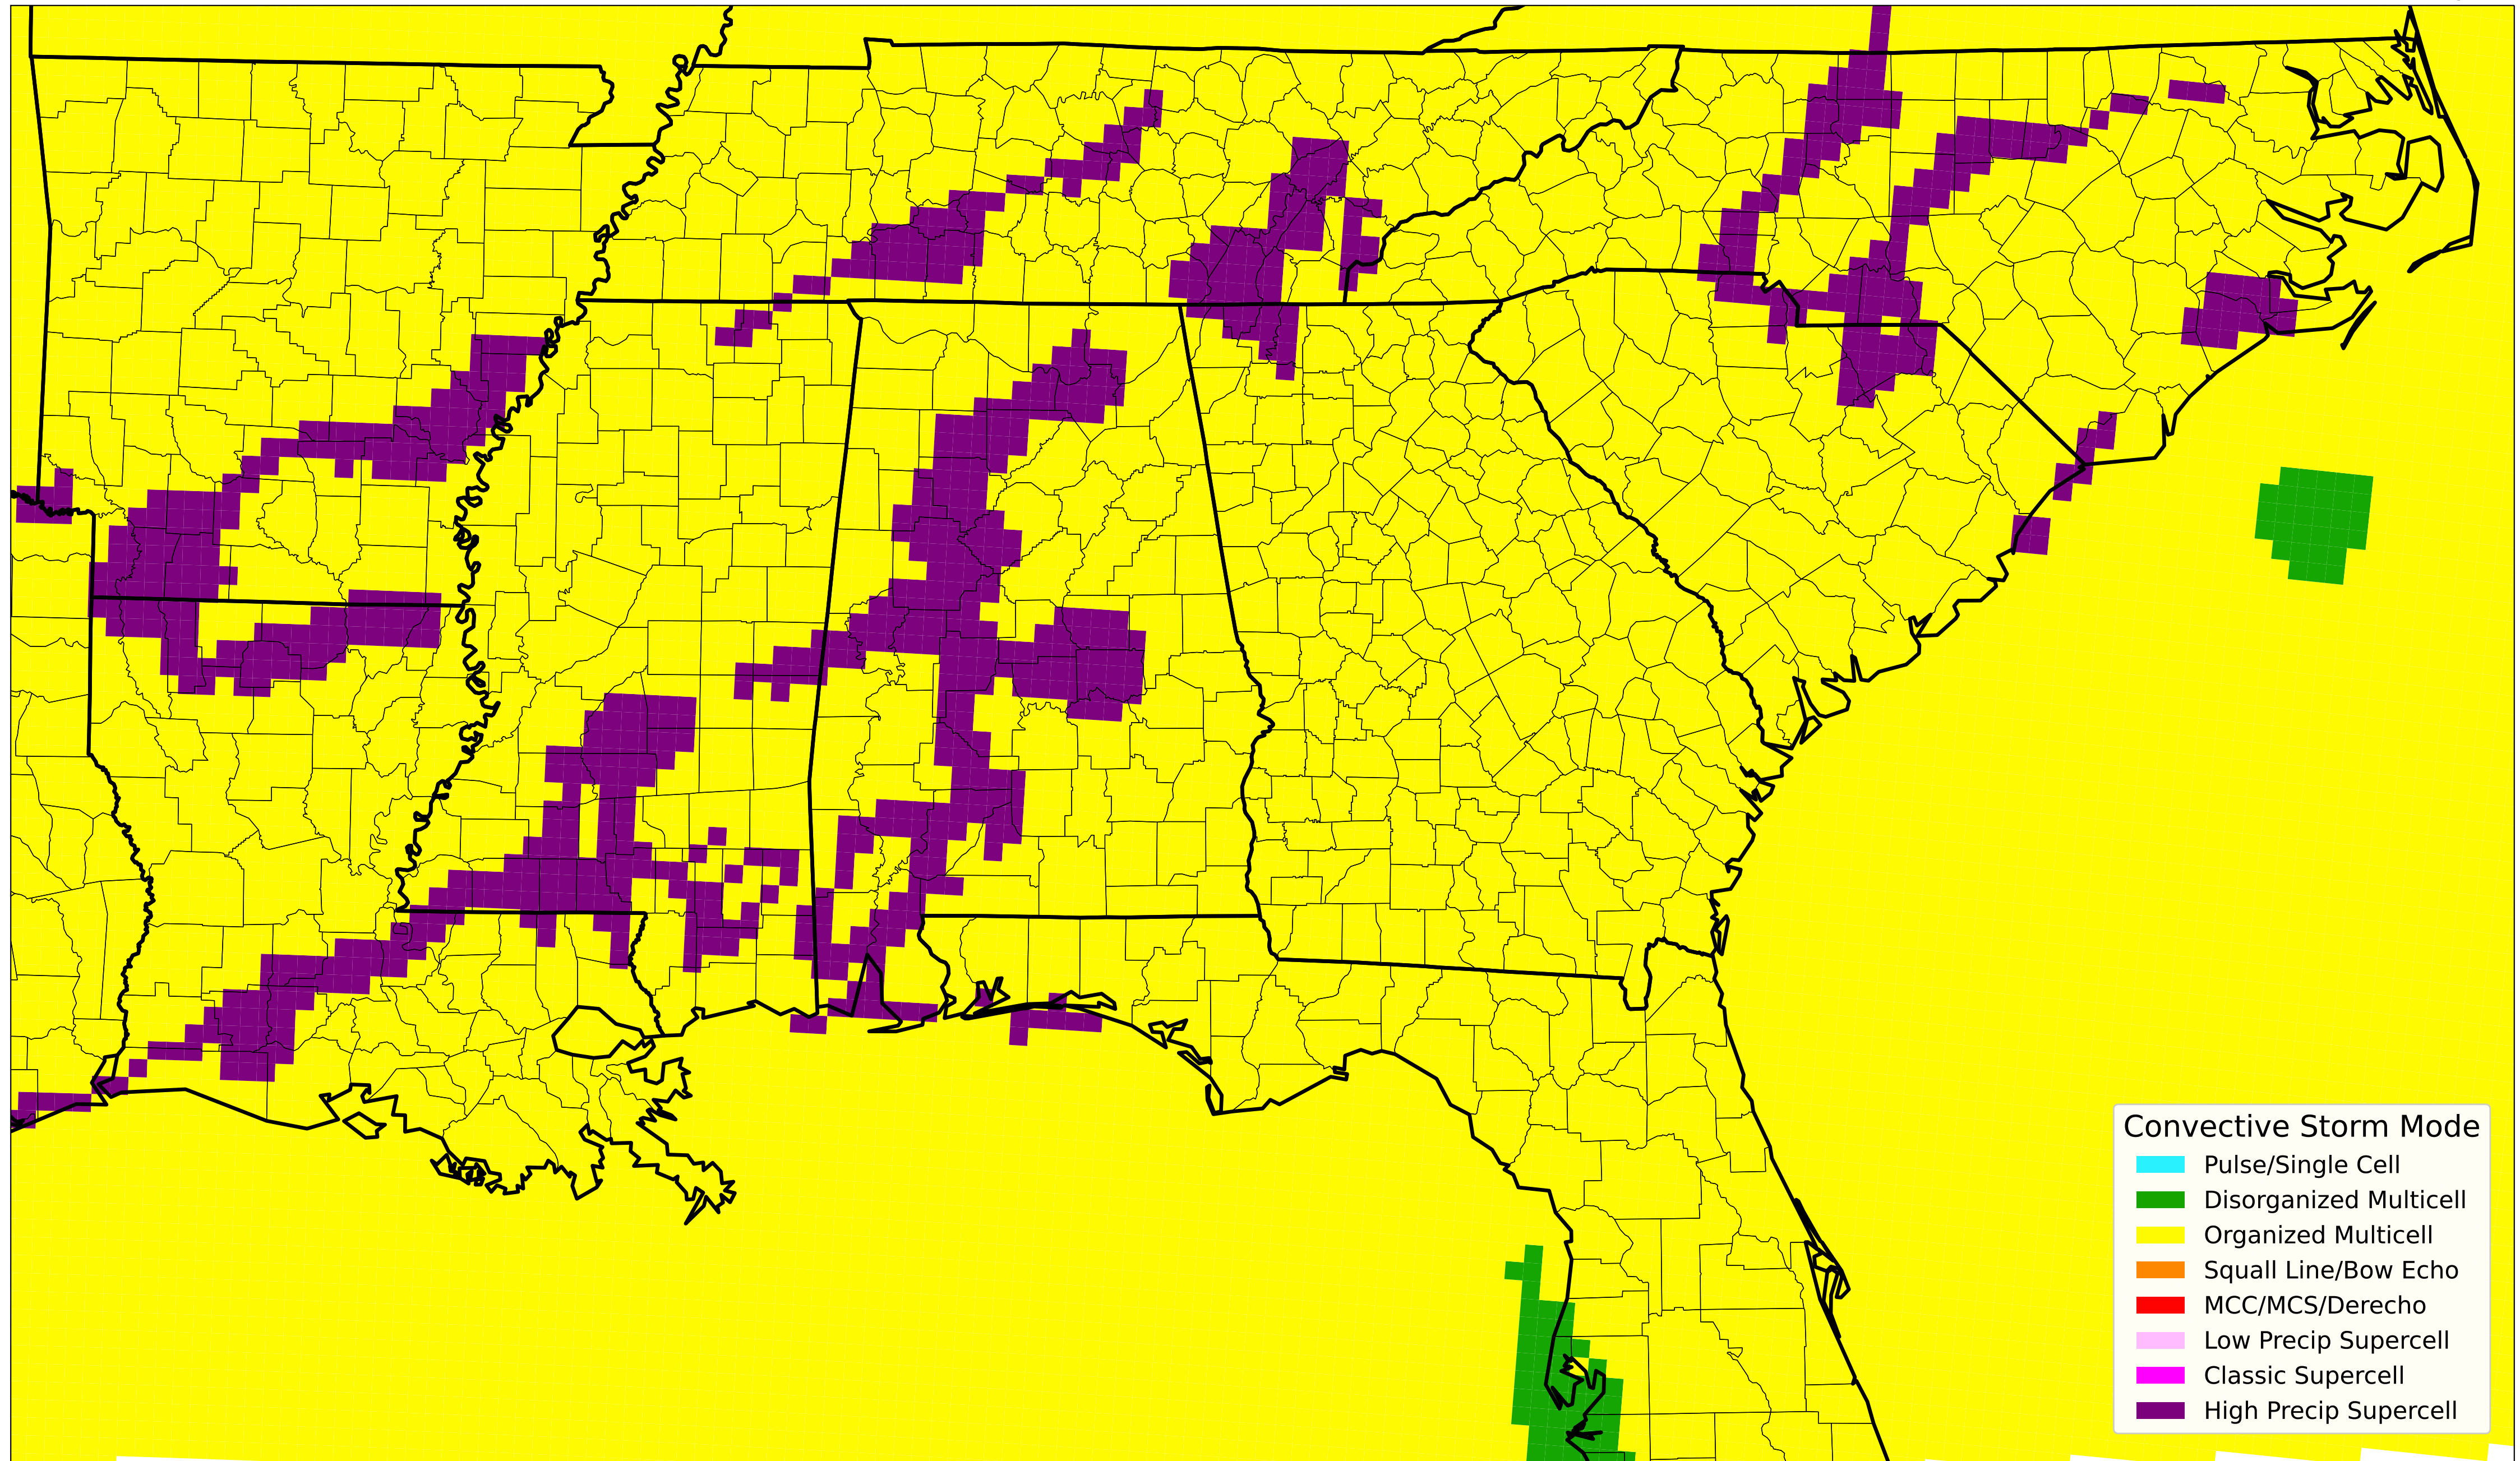 Convective Storm Mode
Pulse/Single Cell
Disorganized Multicell
Organized Multicell
Squall Line/Bow Echo
MCC/MCS/Derecho
Low Precip Supercell
Classic Supercell
High Precip Supercell